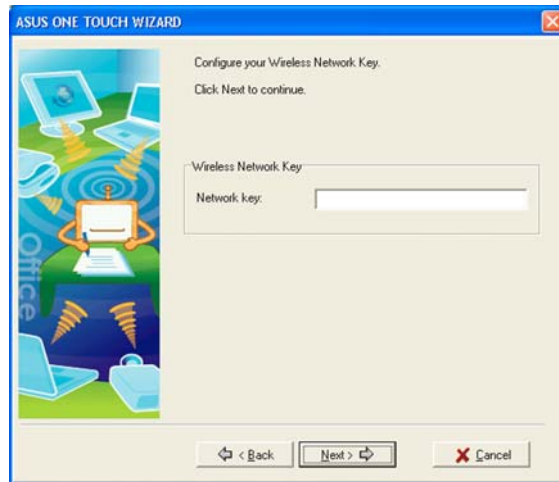 ASUS ONE TOUCH WIZARD
Configure your Wireless Network Key.
Click Next to continue.
Wireless Network Key
Network key:
Office
< Back
Next >
Cancel